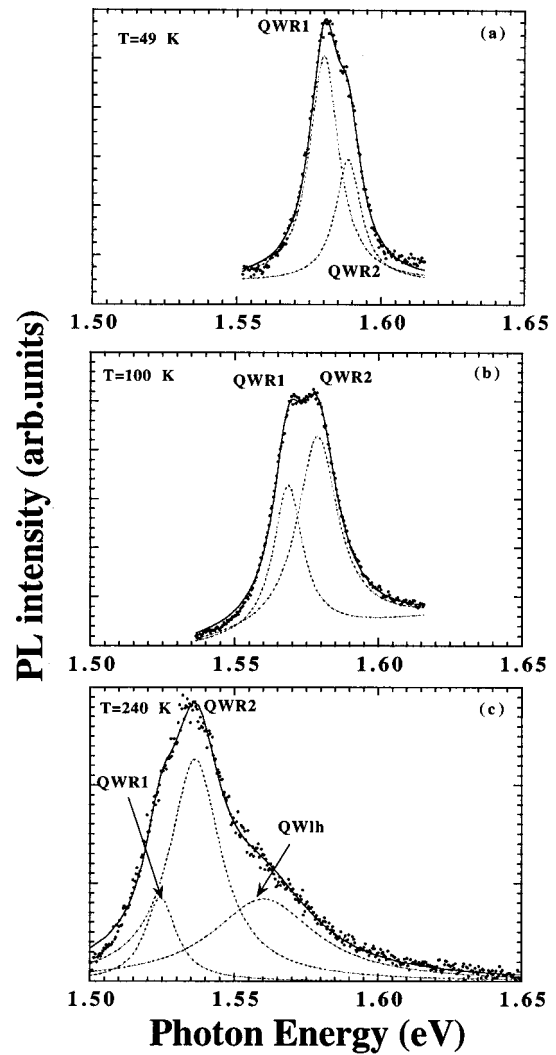 T=49 K
QWR1
(a)
QWR2
1.50 1.55 1.60 1.65
T=100 K
QWR1
QWR2
(b)
1.50 1.55 1.60 1.65
T=240 K
QWR2
(c)
QWR1
QWlh
1.50 1.55 1.60 1.65
Photon Energy (eV)
PL intensity (arb.units)